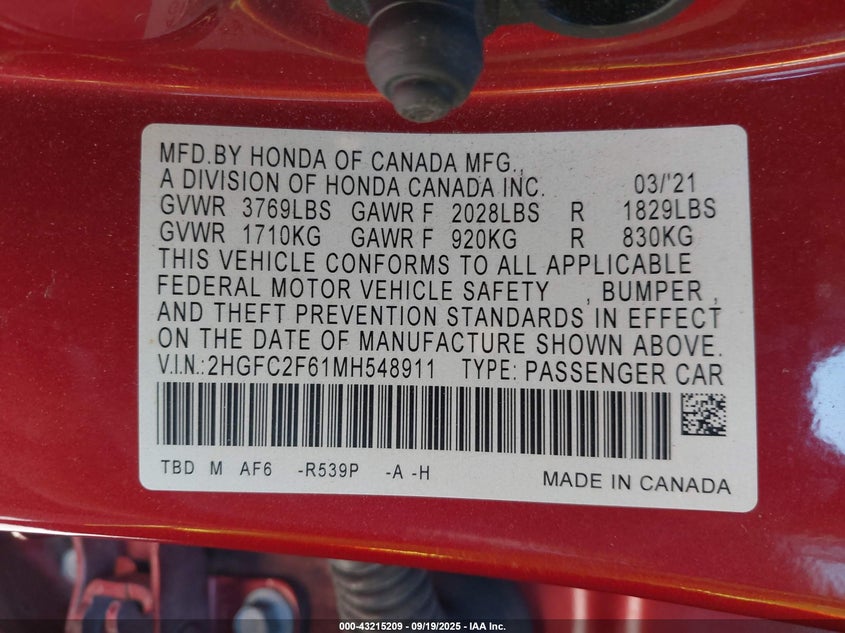 MFD.BY HONDA OF CANADA MFG.,
A DIVISION OF HONDA CANADA INC. 03/'21
GVWR 3769LBS GAWR F 2028LBS R 1829LBS
GVWR 1710KG GAWR F 920KG R 830KG
THIS VEHICLE CONFORMS TO ALL APPLICABLE
FEDERAL MOTOR VEHICLE SAFETY , BUMPER ,
AND THEFT PREVENTION STANDARDS IN EFFECT
ON THE DATE OF MANUFACTURE SHOWN ABOVE.
V.I.N.:2HGFC2F61MH548911 TYPE: PASSENGER CAR
TBD M AF6 -R539P -A -H MADE IN CANADA
000-43215209 - 09/19/2025 - IAA Inc.